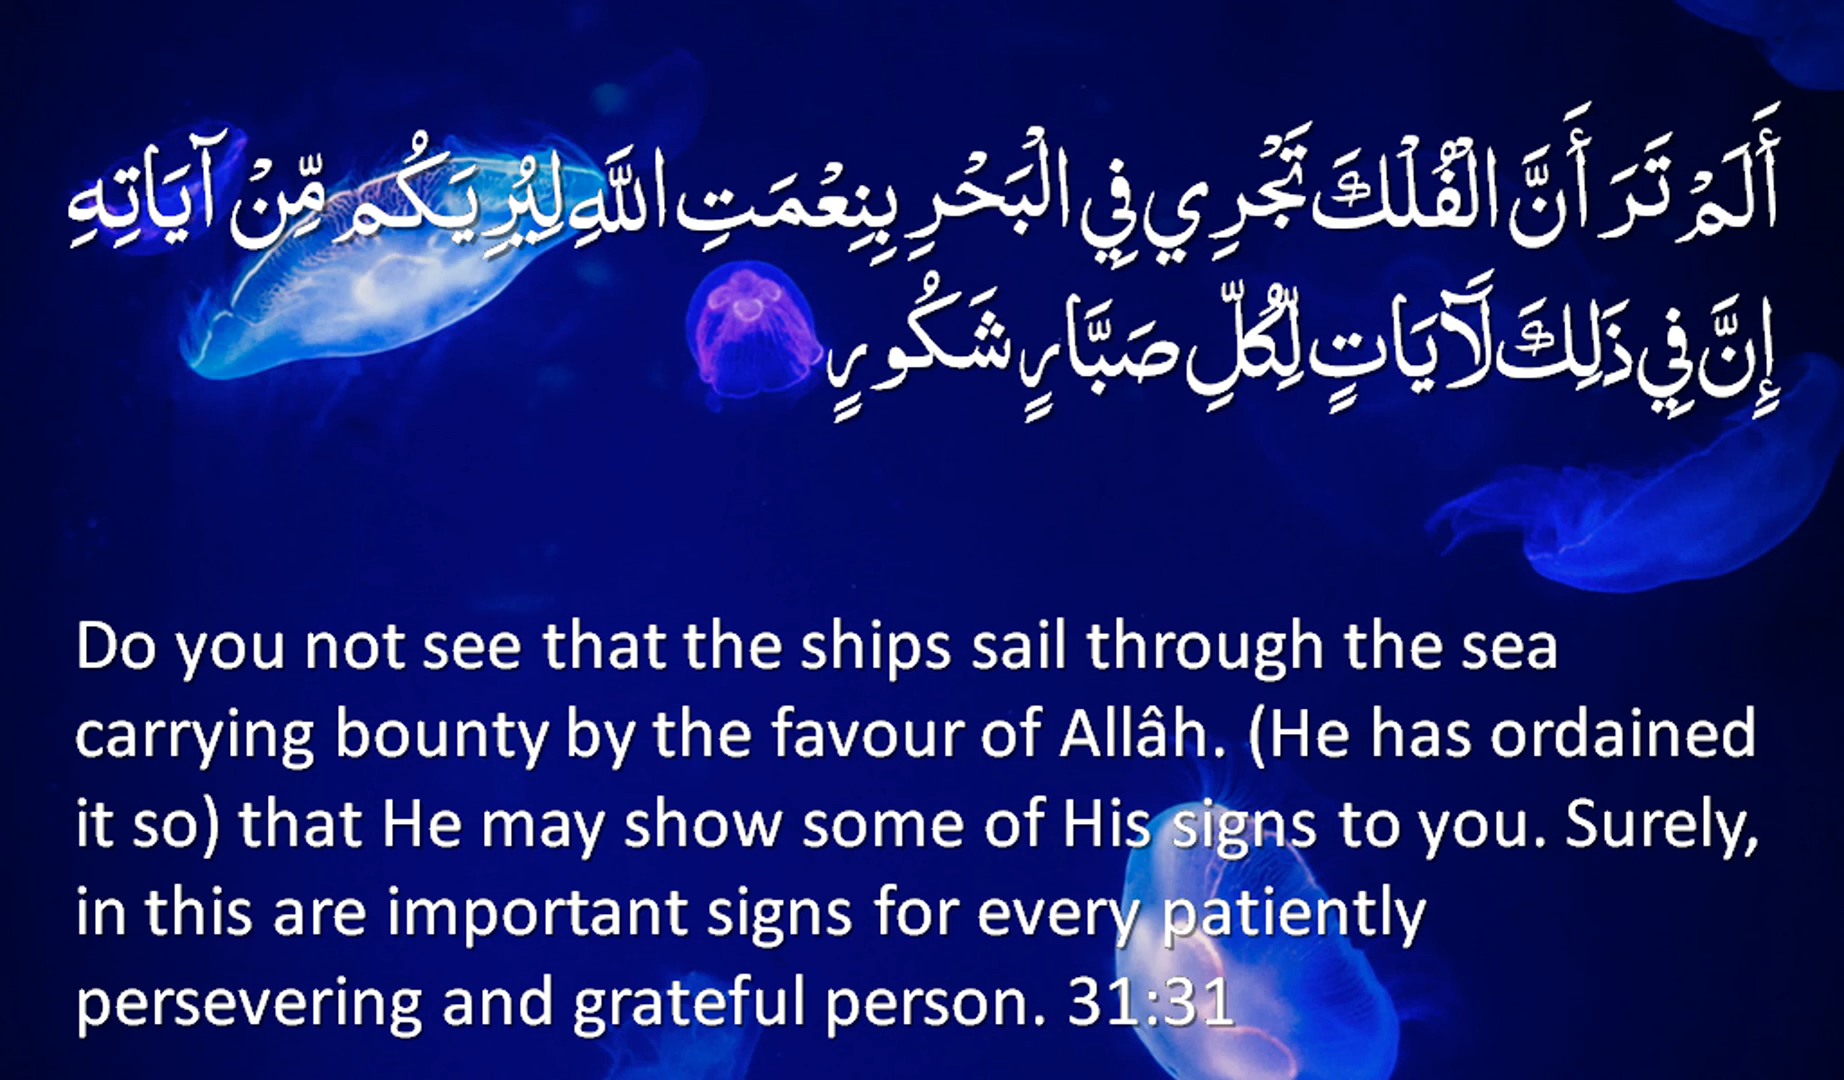 أَلَمْ تَرَ أَنَّ الْفُلْكَ تَجْرِي فِي الْبَحْرِ بِنِعْمَتِ اللَّهِ لِيُرِيَكُم مِّنْ آيَاتِهِ
إِنَّ فِي ذَلِكَ لَآيَاتٍ لِّكُلِّ صَبَّارٍ شَكُورٍ
Do you not see that the ships sail through the sea
carrying bounty by the favour of Allâh. (He has ordained
it so) that He may show some of His signs to you. Surely,
in this are important signs for every patiently
persevering and grateful person. 31:31